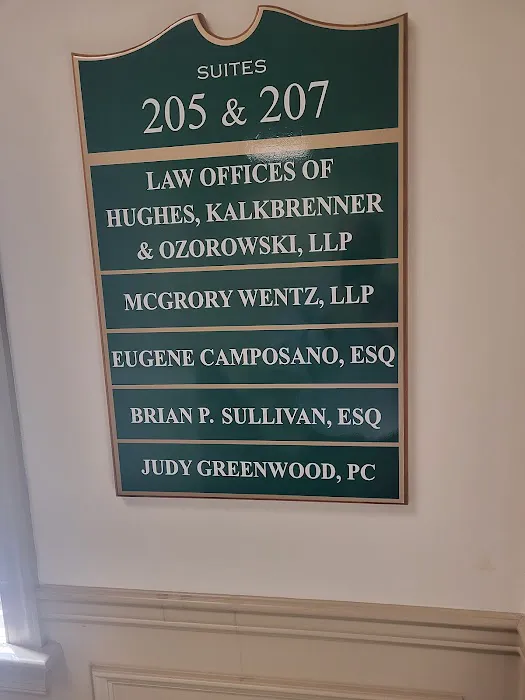 SUITES
205 & 207
LAW OFFICES OF
HUGHES, KALKBRENNER
& OZOROWSKI, LLP
MCGRORY WENTZ, LLP
EUGENE CAMPOSANO, ESQ
BRIAN P. SULLIVAN, ESQ
JUDY GREENWOOD, PC